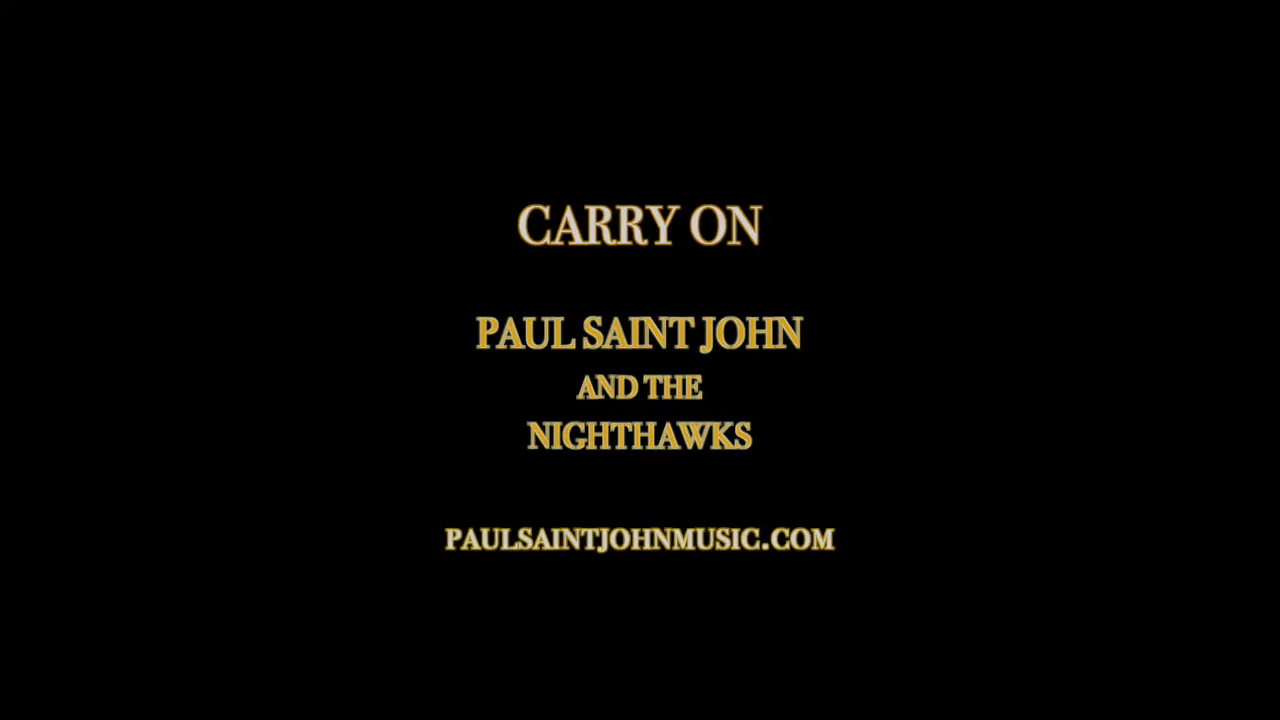 CARRY ON
PAUL SAINT JOHN
AND THE
NIGHTHAWKS
PAULSAINTJOHNMUSIC.COM